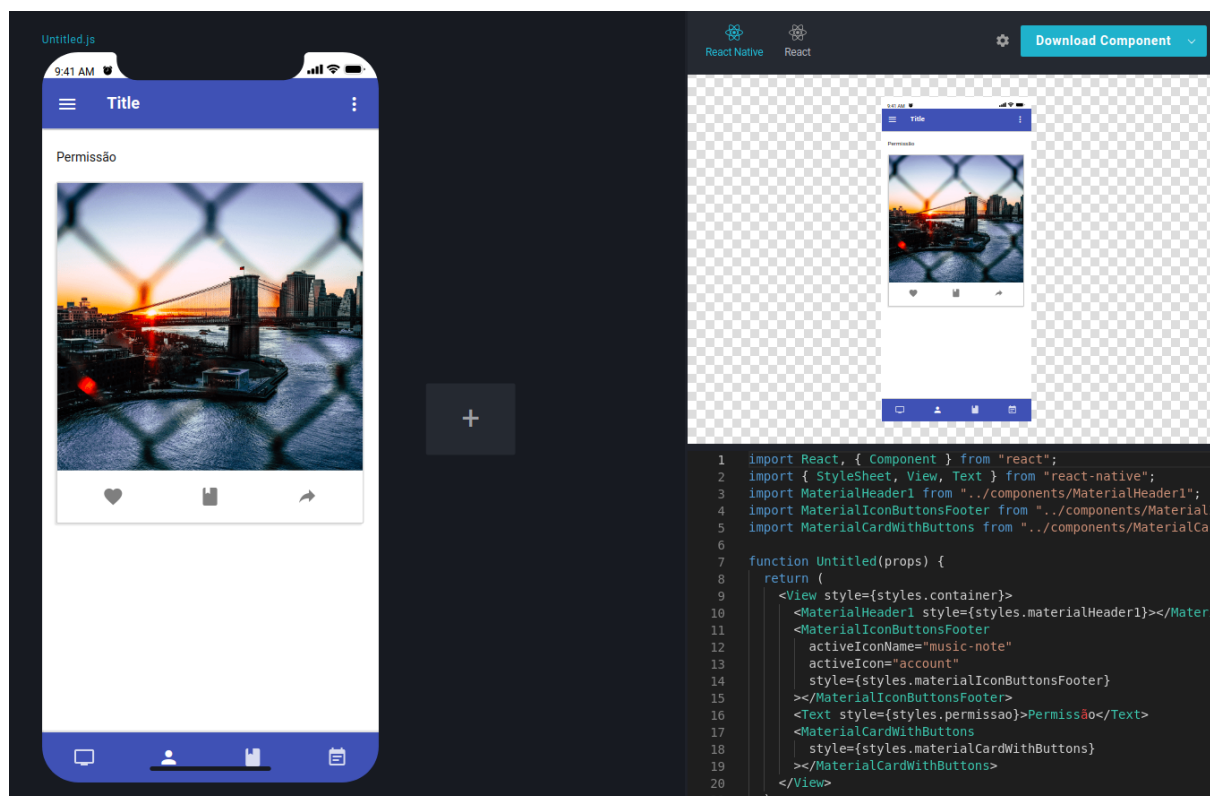 Untitled.js
9:41 AM
Title
Permissão
React Native
React
Download Component
9:41 AM
Title
Permissão
1 import React, { Component } from "react";
2 import { StyleSheet, View, Text } from "react-native";
3 import MaterialHeader1 from "../components/MaterialHeader1";
4 import MaterialIconButtonsFooter from "../components/Material
5 import MaterialCardWithButtons from "../components/MaterialCa
6
7 function Untitled(props) {
8 return (
9 <View style={styles.container}>
10 <MaterialHeader1 style={styles.materialHeader1}></Mater
11 <MaterialIconButtonsFooter
12 activeIconName="music-note"
13 activeIcon="account"
14 style={styles.materialIconButtonsFooter}
15 ></MaterialIconButtonsFooter>
16 <Text style={styles.permissao}>Permissão</Text>
17 <MaterialCardWithButtons
18 style={styles.materialCardWithButtons}
19 ></MaterialCardWithButtons>
20 </View>